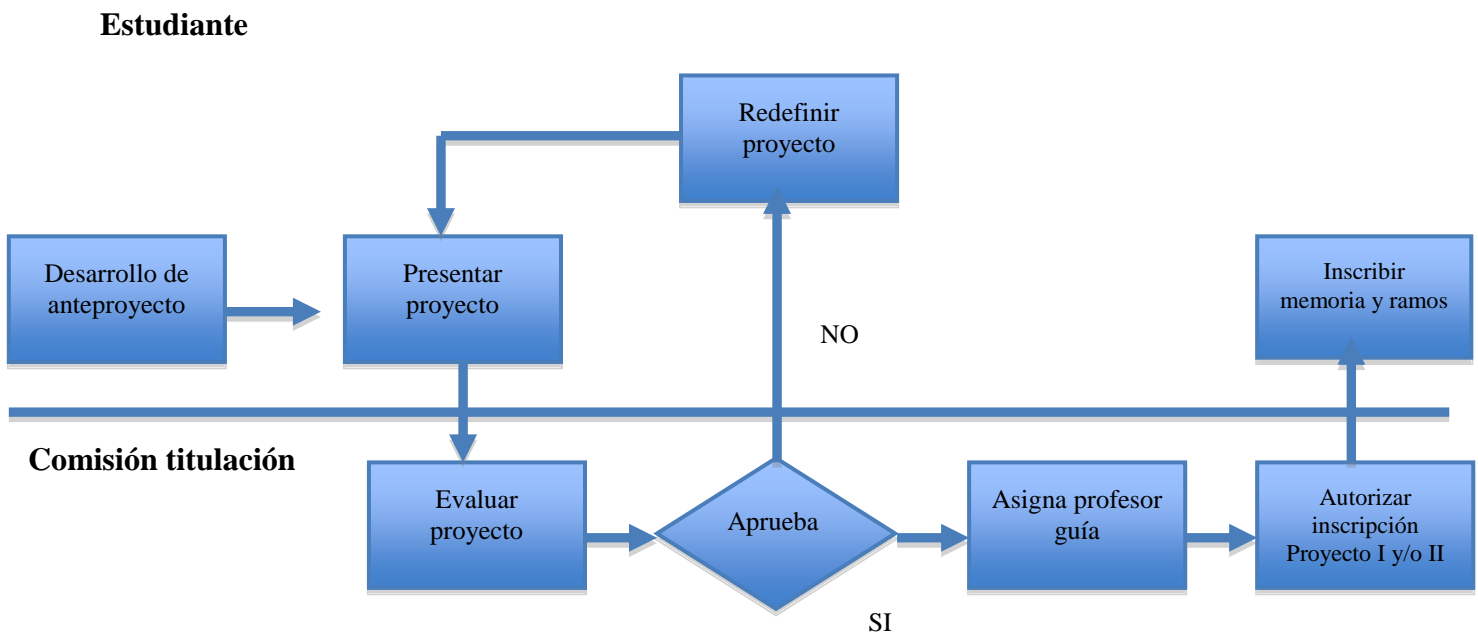 Estudiante
Redefinir
proyecto
Desarrollo de
anteproyecto
Presentar
proyecto
Inscribir
memoria y ramos
NO
Comisión titulación
Evaluar
proyecto
Aprueba
Asigna profesor
guía
Autorizar
inscripción
Proyecto I y/o II
SI